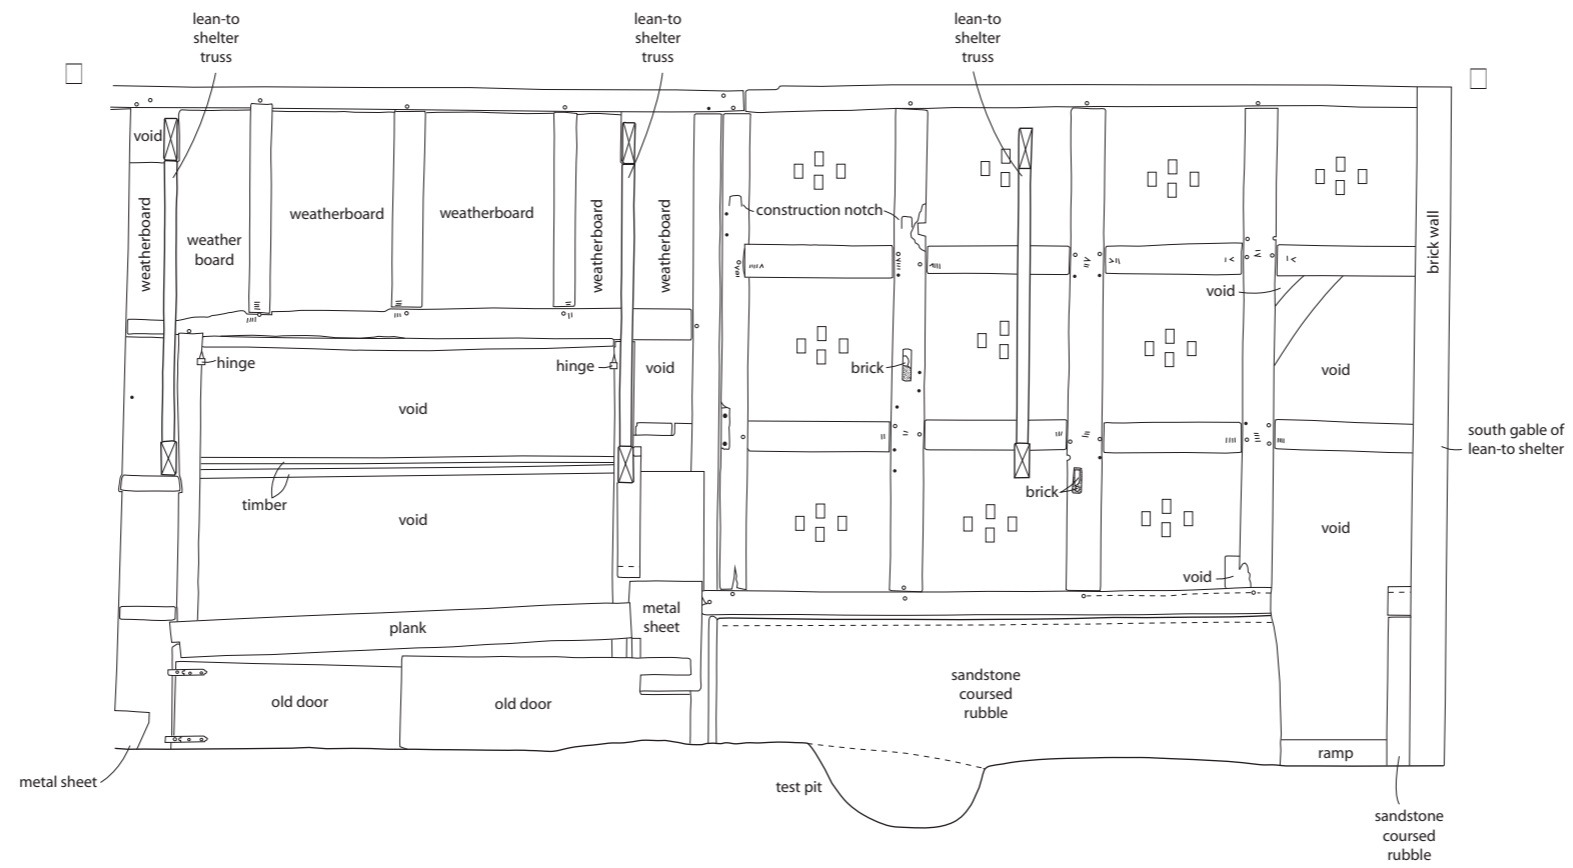 lean-to
shelter
truss
lean-to
shelter
truss
lean-to
shelter
truss
void
weatherboard
weather
board
weatherboard
weatherboard
weatherboard
weatherboard
construction notch
brick wall
void
hinge
hinge
void
brick
void
void
south gable of
lean-to shelter
timber
void
brick
void
void
plank
metal
sheet
old door
old door
sandstone
coursed
rubble
ramp
metal sheet
test pit
sandstone
coursed
rubble